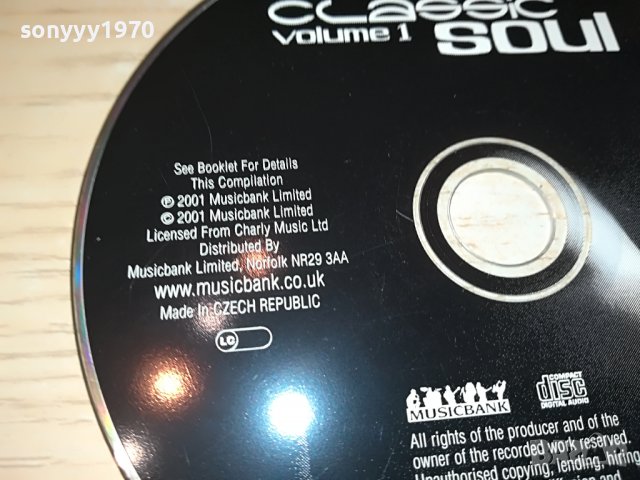 sonyyy1970
classic
volume 1 soul
See Booklet For Details
This Compilation
℗ 2001 Musicbank Limited
© 2001 Musicbank Limited
Licensed From Charly Music Ltd
Distributed By
Musicbank Limited, Norfolk NR29 3AA
www.musicbank.co.uk
Made In CZECH REPUBLIC
LC
MUSICBANK
COMPACT
disc
DIGITAL AUDIO
All rights of the producer and of the
owner of the recorded work reserved.
Unauthorised copying, lending, hiring,
and